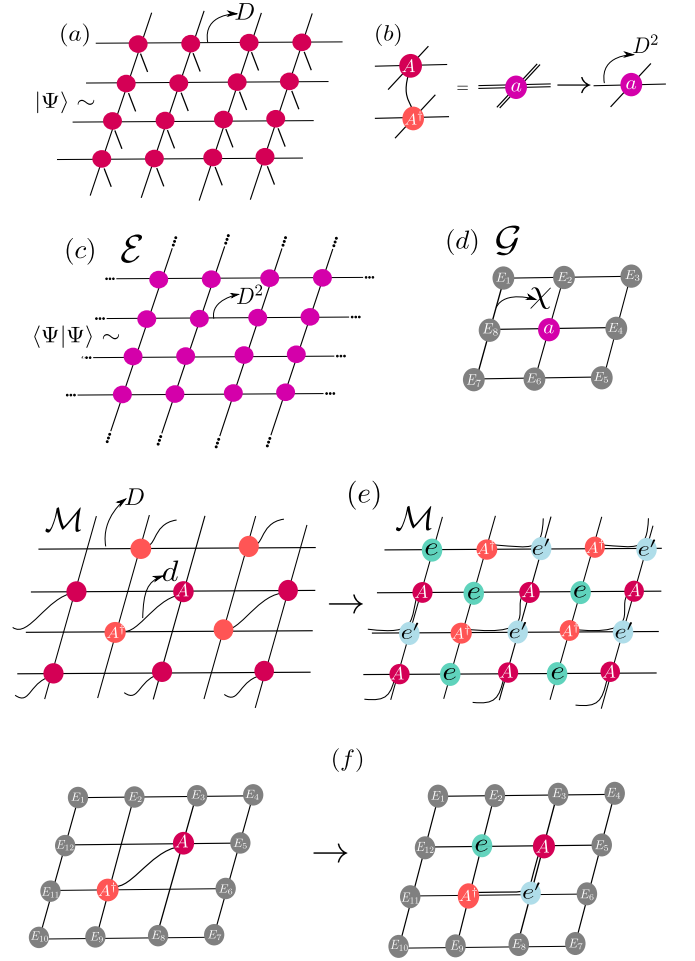 (a) D (b)
A
|Ψ⟩ ∼ = a → a D²
A†
(c) ℰ (d) 𝒢
E₁ E₂ E₃
D² χ
⟨Ψ|Ψ⟩ ∼ E₈ a E₄
E₇ E₆ E₅
(e)
ℳ D ℳ
e A† e' A† e'
d A A e A e A
A† → e' A† e' A† e'
A e A e A
(f)
E₁ E₂ E₃ E₄ E₁ E₂ E₃ E₄
E₁₂ A E₅ → E₁₂ e A E₅
E₁₁ A† E₆ E₁₁ A† e' E₆
E₁₀ E₉ E₈ E₇ E₁₀ E₉ E₈ E₇